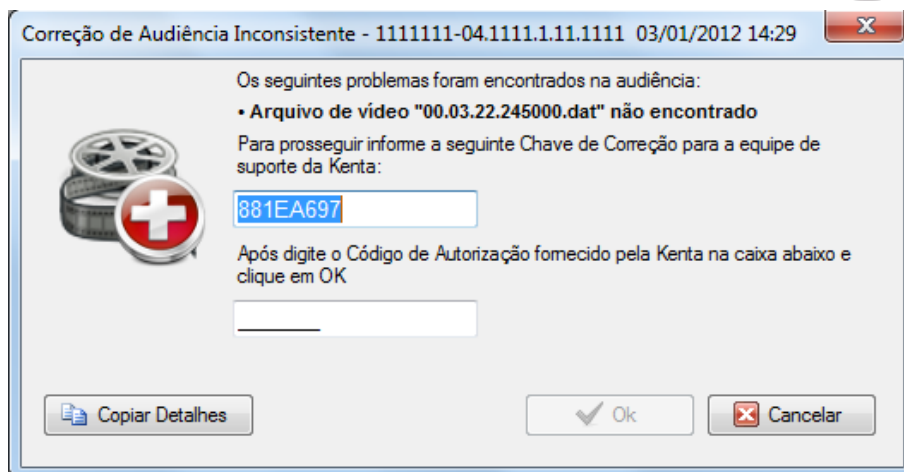 Correção de Audiência Inconsistente - 1111111-04.1111.1.11.1111 03/01/2012 14:29
Os seguintes problemas foram encontrados na audiência:
• Arquivo de vídeo "00.03.22.245000.dat" não encontrado
Para prosseguir informe a seguinte Chave de Correção para a equipe de
suporte da Kenta:
881EA697
Após digite o Código de Autorização fornecido pela Kenta na caixa abaixo e
clique em OK
________
Copiar Detalhes
Ok
Cancelar